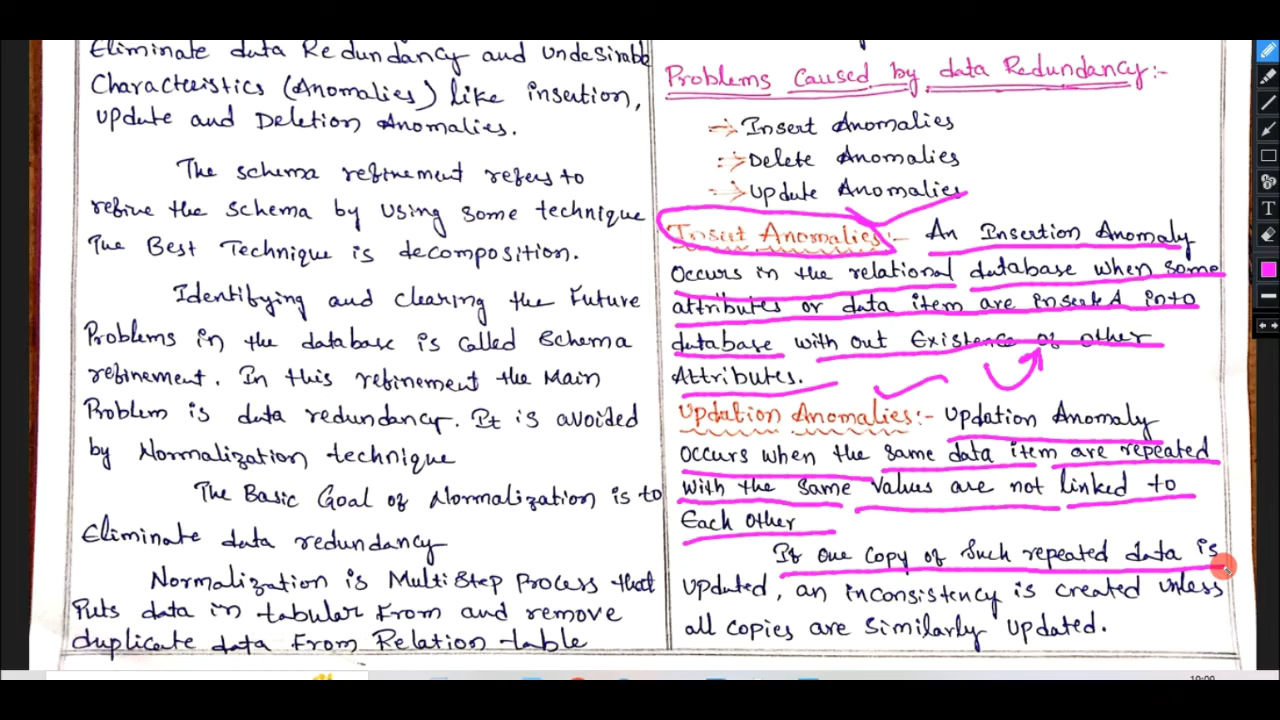 Eliminate data Redundancy and undesirable
Characteristics (Anomalies) like insertion,
update and Deletion Anomalies.
The schema refinement refers to
refine the schema by using some technique
The Best Technique is decomposition.
Identifying and clearing the Future
Problems in the database is called Schema
refinement. In this refinement the Main
Problem is data redundancy. It is avoided
by Normalization technique
The Basic Goal of Normalization is to
Eliminate data redundancy
Normalization is Multi Step Process that
Puts data in tabular From and remove
duplicate data From Relation table
Problems Caused by data Redundancy:-
→ Insert Anomalies
→ Delete Anomalies
→ Update Anomalies
Insert Anomalies:- An Insertion Anomaly
Occurs in the relational database when some
attributes or data item are inserted into
database with out Existence of other
Attributes.
Updation Anomalies:- Updation Anomaly
occurs when the same data item are repeated
with the same values are not linked to
Each other
If one copy of such repeated data is
updated, an inconsistency is created unless
all copies are similarly updated.
T